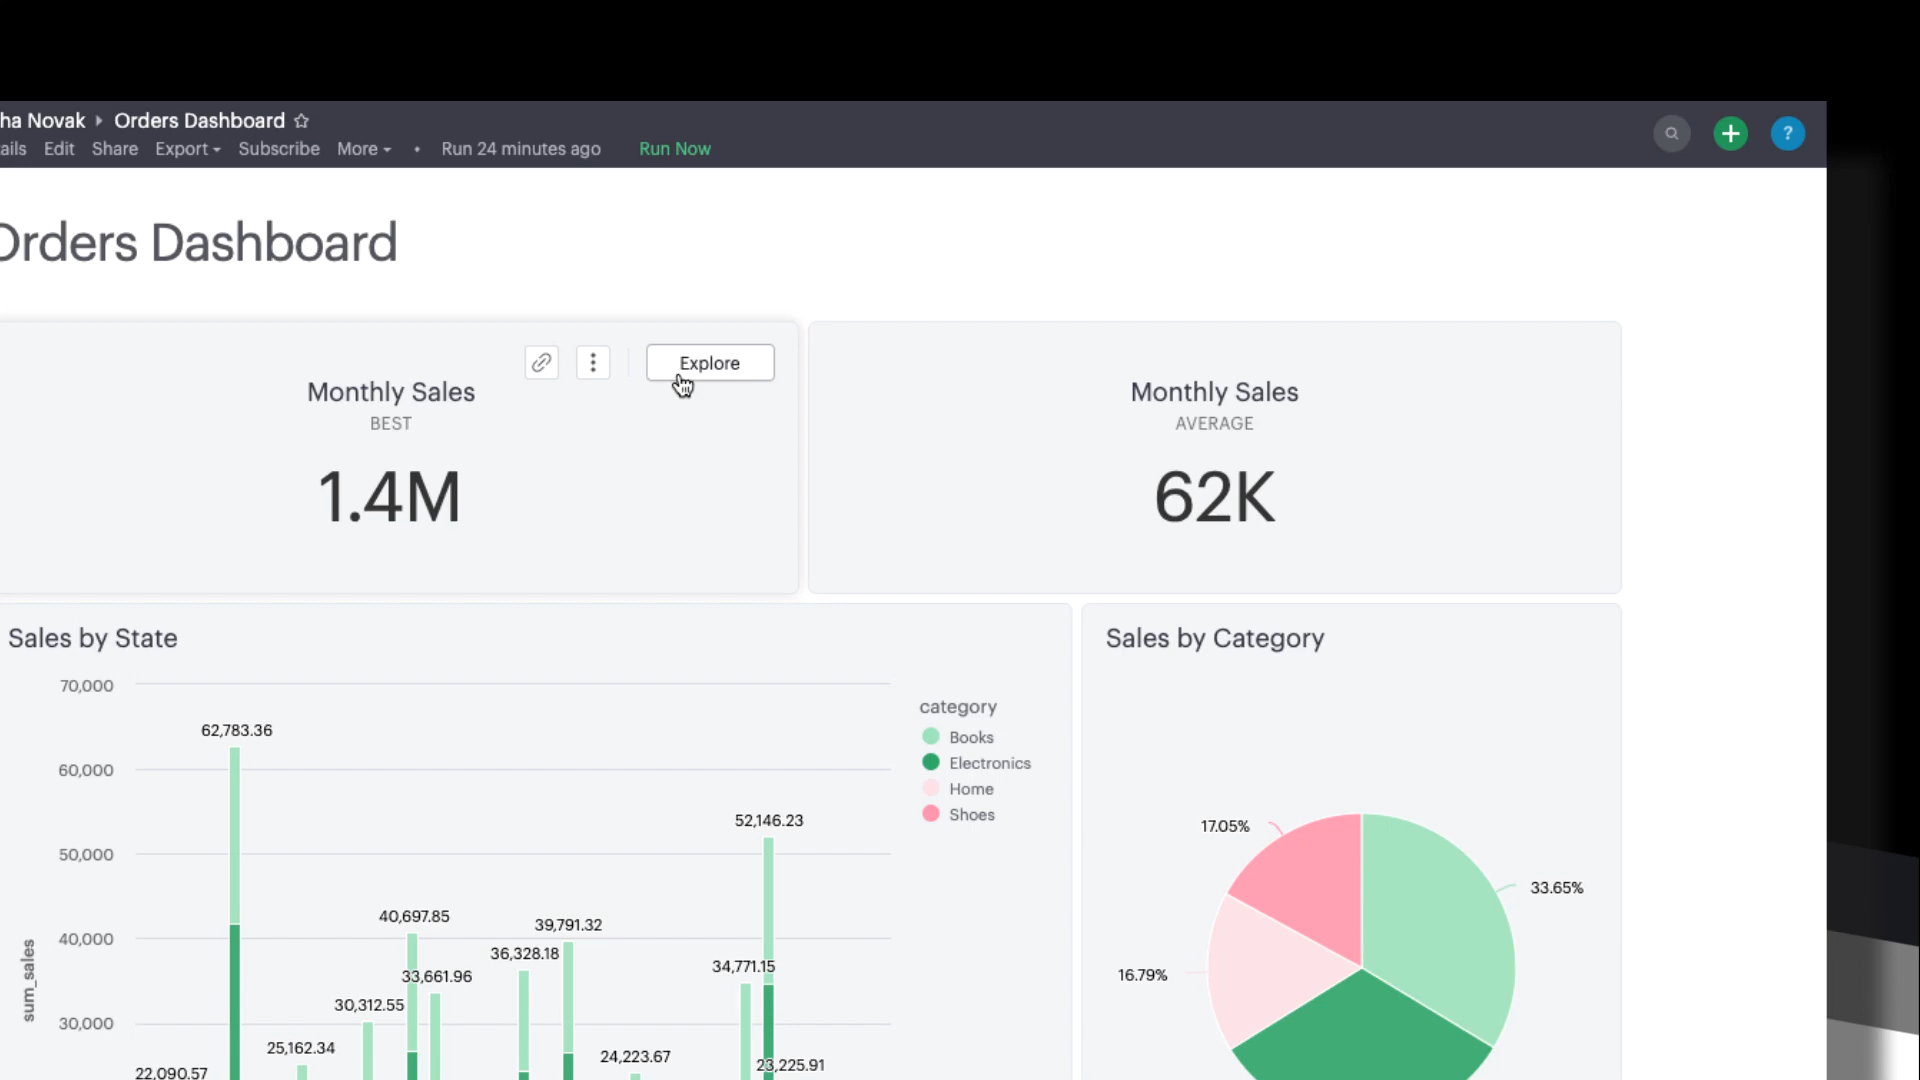 ha Novak Orders Dashboard
ails Edit Share Export Subscribe More • Run 24 minutes ago Run Now
?
Orders Dashboard
Explore
Monthly Sales
BEST
1.4M
Monthly Sales
AVERAGE
62K
Sales by State
70,000
60,000
50,000
40,000
30,000
sum_sales
62,783.36
52,146.23
40,697.85
39,791.32
36,328.18
34,771.15
33,661.96
30,312.55
25,162.34
24,223.67
23,225.91
22,090.57
category
Books
Electronics
Home
Shoes
Sales by Category
17.05%
33.65%
16.79%